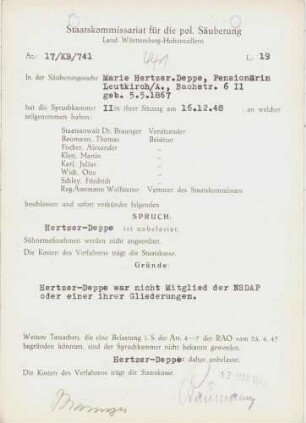 Staatskommissariat für die pol. Säuberung
Land Württemberg-Hohenzollern
Az: 17/KB/741
L. 19
In der Säuberungssache Marie Hertzer-Deppe, Pensionärin
Leutkirch/A., Bachstr. 6 II
geb. 5.5.1867
hat die Spruchkammer II in ihrer Sitzung am 16.12.48, an welcher
teilgenommen haben:
Staatsanwalt Dr. Braunger Vorsitzender
Baumann, Thomas Beisitzer
Fischer, Alexander
Klett, Martin
Karl, Julius
Wick, Otto
Schley, Friedrich
Reg.Amtmann Wolfsteiner Vertreter des Staatskommissars
beschlossen und sofort verkündet folgenden
SPRUCH:
Hertzer-Deppe ist unbelastet.
Sühnemaßnahmen werden nicht angeordnet.
Die Kosten des Verfahrens trägt die Staatskasse.
Gründe:
Hertzer-Deppe war nicht Mitglied der NSDAP
oder einer ihrer Gliederungen.
Weitere Tatsachen, die eine Belastung i. S. der Art. 4-7 der RAO vom 25. 4. 47
begründen könnten, sind der Spruchkammer nicht bekannt geworden.
Hertzer-Deppe ist daher unbelastet.
Die Kosten des Verfahrens trägt die Staatskasse
Braunger
Baumann